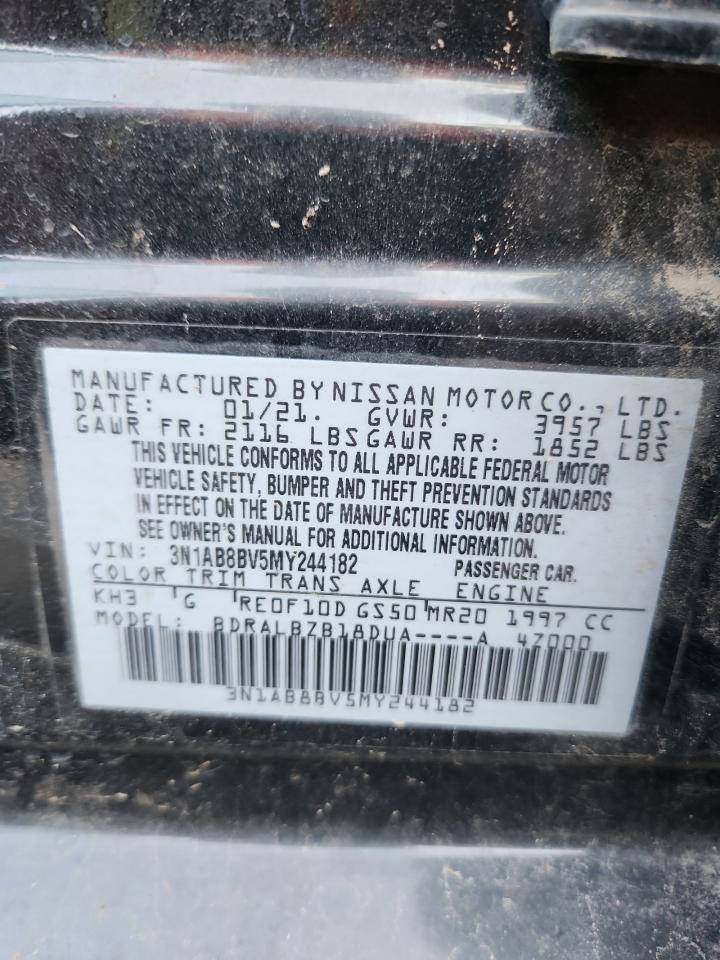 MANUFACTURED BY NISSAN MOTOR CO., LTD.
DATE: 01/21. GVWR: 3957 LBS
GAWR FR: 2116 LBS GAWR RR: 1852 LBS
THIS VEHICLE CONFORMS TO ALL APPLICABLE FEDERAL MOTOR
VEHICLE SAFETY, BUMPER AND THEFT PREVENTION STANDARDS
IN EFFECT ON THE DATE OF MANUFACTURE SHOWN ABOVE.
SEE OWNER'S MANUAL FOR ADDITIONAL INFORMATION.
VIN: 3N1AB8BV5MY244182 PASSENGER CAR.
COLOR TRIM TRANS AXLE ENGINE
KH3 G RE0F10D GS50 MR20 1997 CC
MODEL: BDRALBZB18DUA----A 4Z000
3N1AB8BV5MY244182